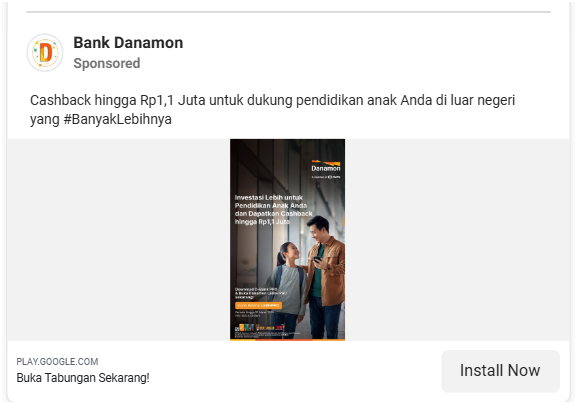 Bank Danamon
Sponsored
Cashback hingga Rp1,1 Juta untuk dukung pendidikan anak Anda di luar negeri
yang #BanyakLebihnya
Danamon
Investasi Lebih untuk
Pendidikan Anak Anda
dan Dapatkan Cashback
hingga Rp1,1 Juta
Sekarang!
PLAY.GOOGLE.COM
Buka Tabungan Sekarang!
Install Now